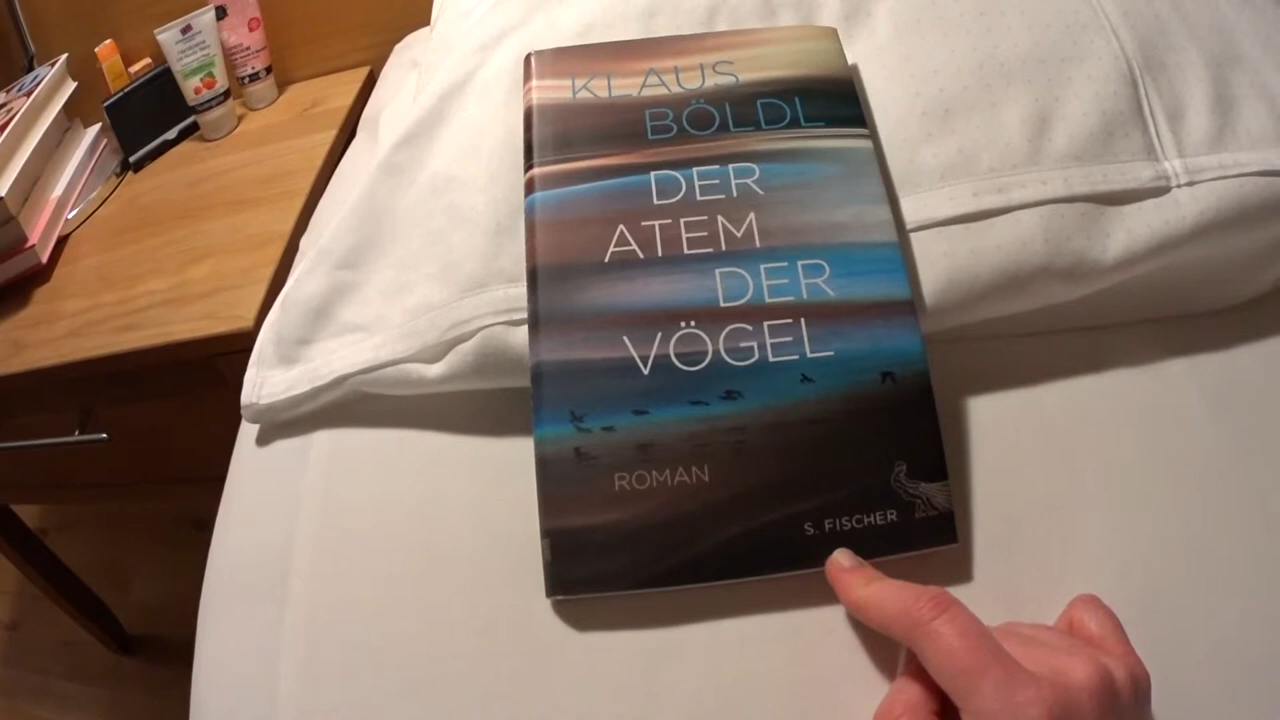 KLAUS
BÖLDL
DER
ATEM
DER
VÖGEL
ROMAN
S. FISCHER